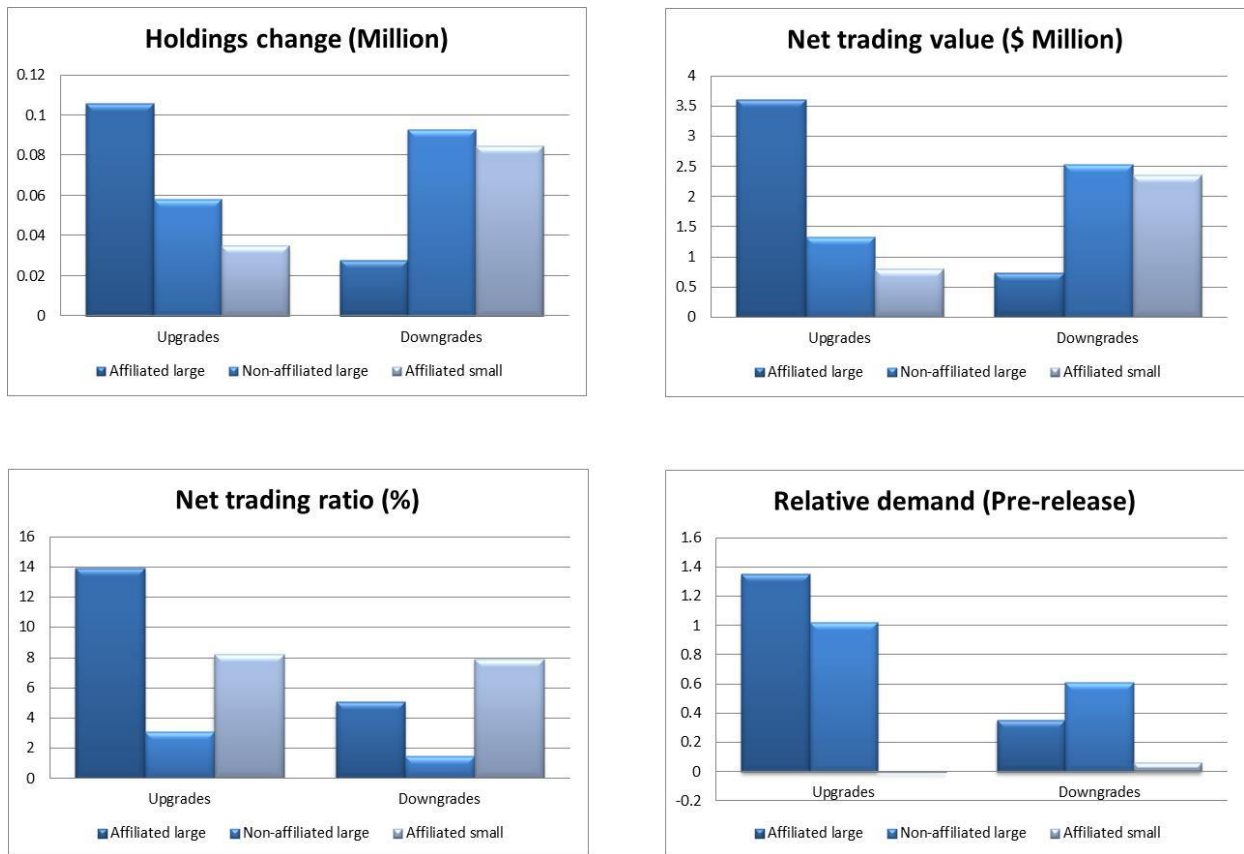 Holdings change (Million)
0.12
0.1
0.08
0.06
0.04
0.02
0
Upgrades Downgrades
Affiliated large Non-affiliated large Affiliated small
Net trading value ($ Million)
4
3.5
3
2.5
2
1.5
1
0.5
0
Upgrades Downgrades
Affiliated large Non-affiliated large Affiliated small
Net trading ratio (%)
16
14
12
10
8
6
4
2
0
Upgrades Downgrades
Affiliated large Non-affiliated large Affiliated small
Relative demand (Pre-release)
1.6
1.4
1.2
1
0.8
0.6
0.4
0.2
0
-0.2
Upgrades Downgrades
Affiliated large Non-affiliated large Affiliated small